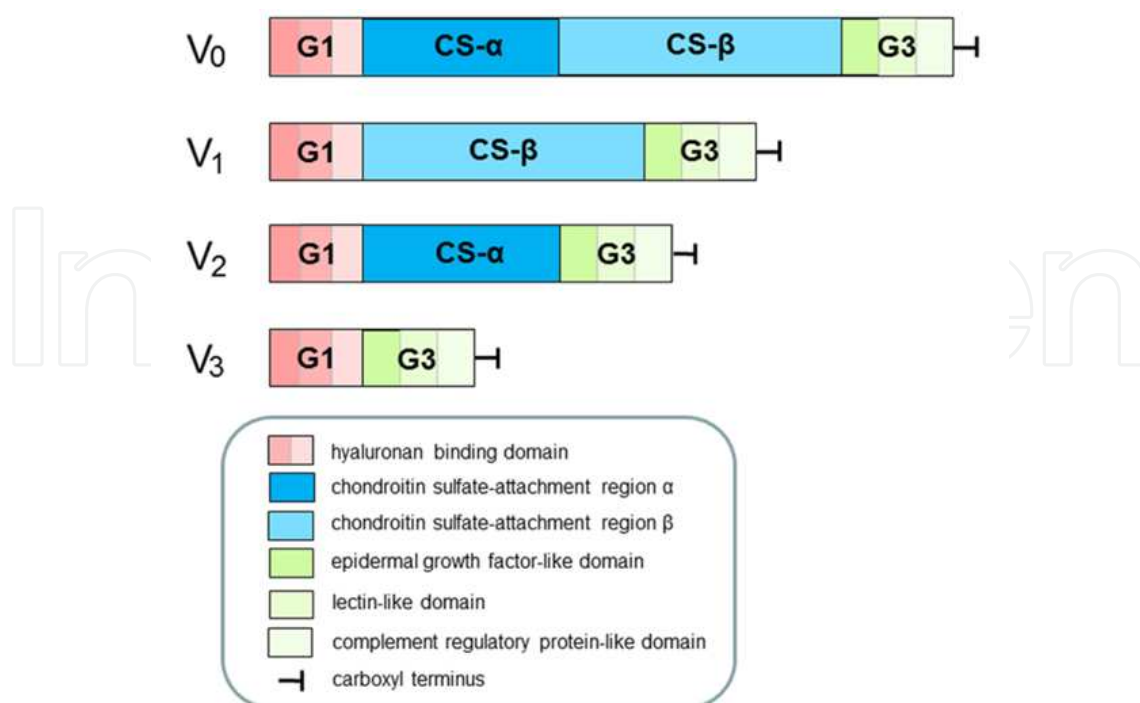 V0 G1 CS-α CS-β G3
V1 G1 CS-β G3
V2 G1 CS-α G3
V3 G1 G3
hyaluronan binding domain
chondroitin sulfate-attachment region α
chondroitin sulfate-attachment region β
epidermal growth factor-like domain
lectin-like domain
complement regulatory protein-like domain
carboxyl terminus